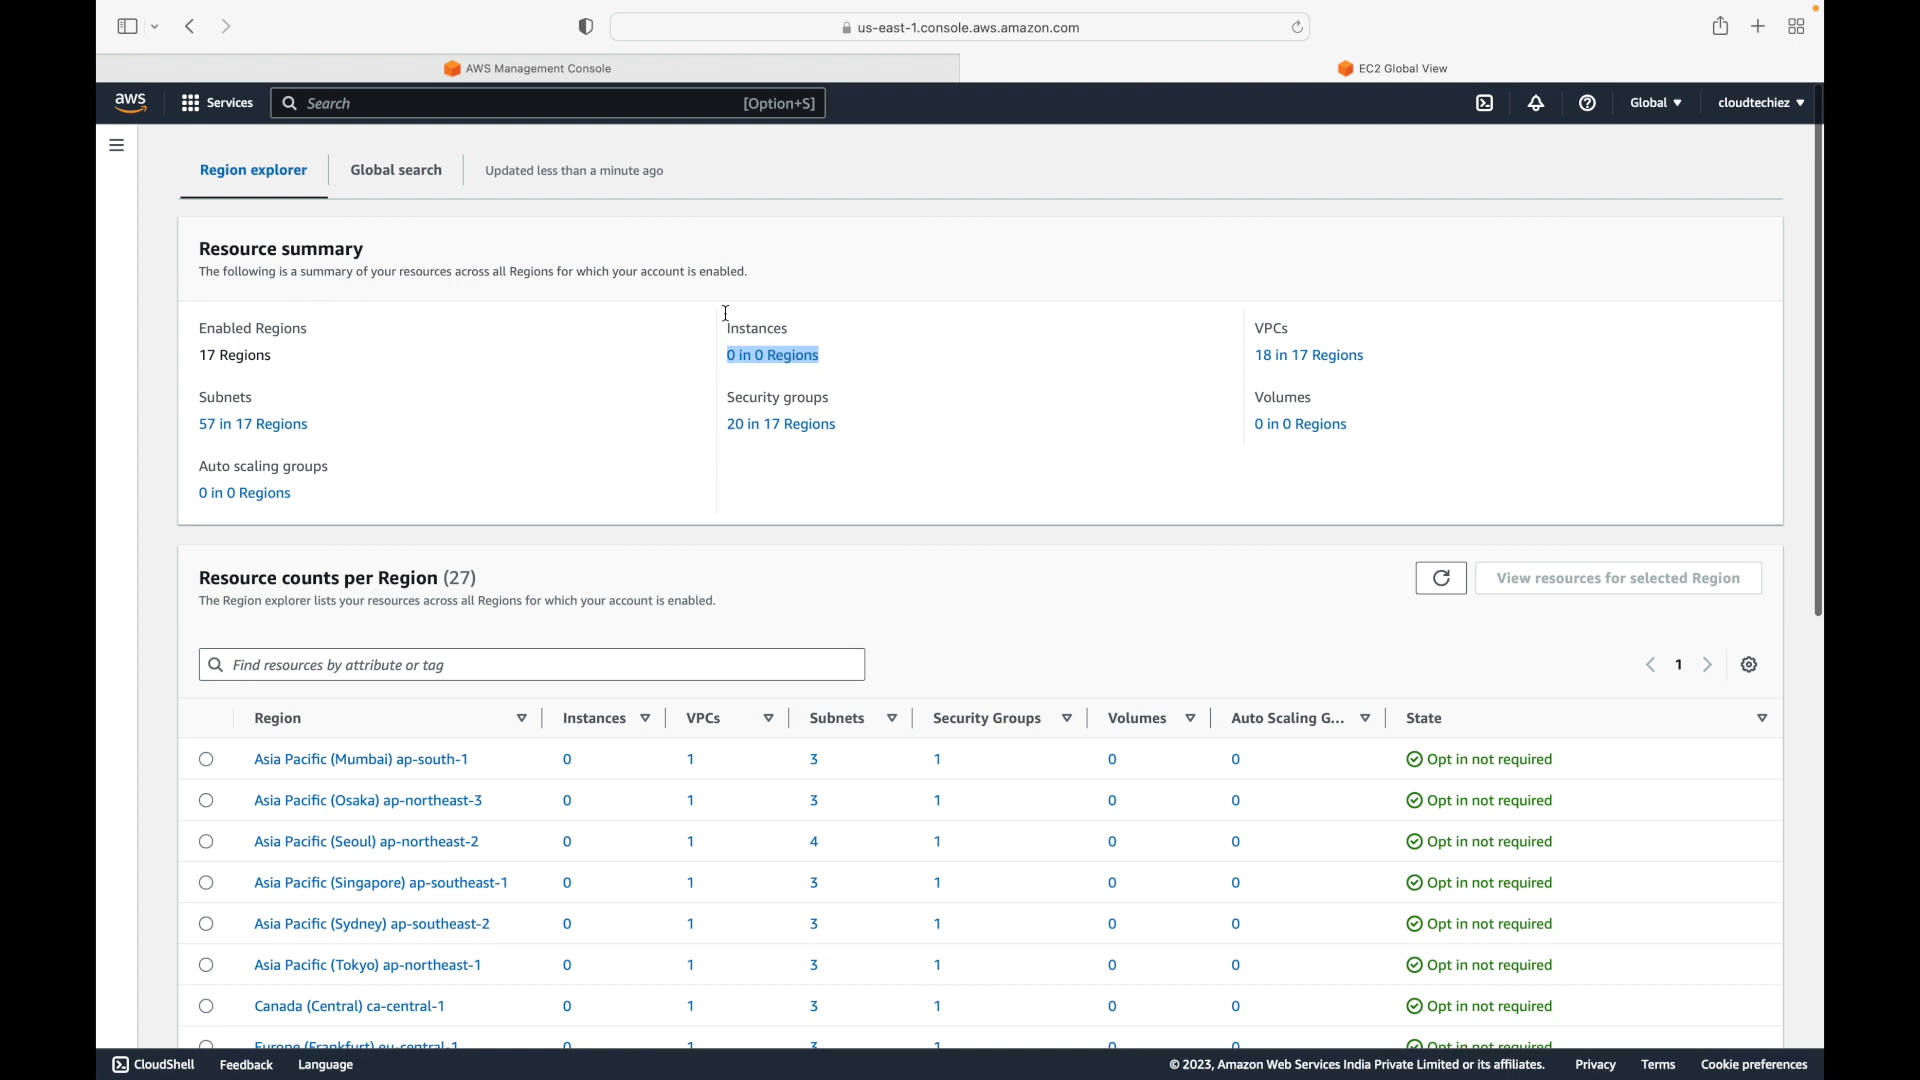 us-east-1.console.aws.amazon.com
AWS Management Console
EC2 Global View
aws
Services
Search
[Option+S]
Global
cloudtechiez
Region explorer
Global search
Updated less than a minute ago
Resource summary
The following is a summary of your resources across all Regions for which your account is enabled.
Enabled Regions
17 Regions
Instances
0 in 0 Regions
VPCs
18 in 17 Regions
Subnets
57 in 17 Regions
Security groups
20 in 17 Regions
Volumes
0 in 0 Regions
Auto scaling groups
0 in 0 Regions
Resource counts per Region (27)
The Region explorer lists your resources across all Regions for which your account is enabled.
View resources for selected Region
Find resources by attribute or tag
1
Region Instances VPCs Subnets Security Groups Volumes Auto Scaling G... State
Asia Pacific (Mumbai) ap-south-1 0 1 3 1 0 0 Opt in not required
Asia Pacific (Osaka) ap-northeast-3 0 1 3 1 0 0 Opt in not required
Asia Pacific (Seoul) ap-northeast-2 0 1 4 1 0 0 Opt in not required
Asia Pacific (Singapore) ap-southeast-1 0 1 3 1 0 0 Opt in not required
Asia Pacific (Sydney) ap-southeast-2 0 1 3 1 0 0 Opt in not required
Asia Pacific (Tokyo) ap-northeast-1 0 1 3 1 0 0 Opt in not required
Canada (Central) ca-central-1 0 1 3 1 0 0 Opt in not required
Europe (Frankfurt) eu-central-1 0 1 3 1 0 0 Opt in not required
CloudShell
Feedback
Language
© 2023, Amazon Web Services India Private Limited or its affiliates.
Privacy
Terms
Cookie preferences